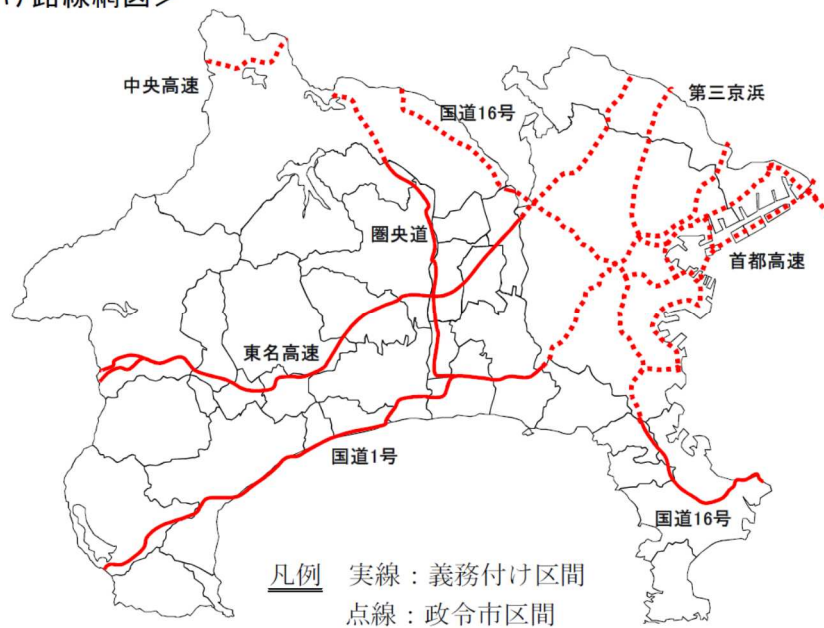 路線網図＞
中央高速
国道16号
第三京浜
圏央道
首都高速
東名高速
国道1号
国道16号
凡例　実線：義務付け区間
点線：政令市区間